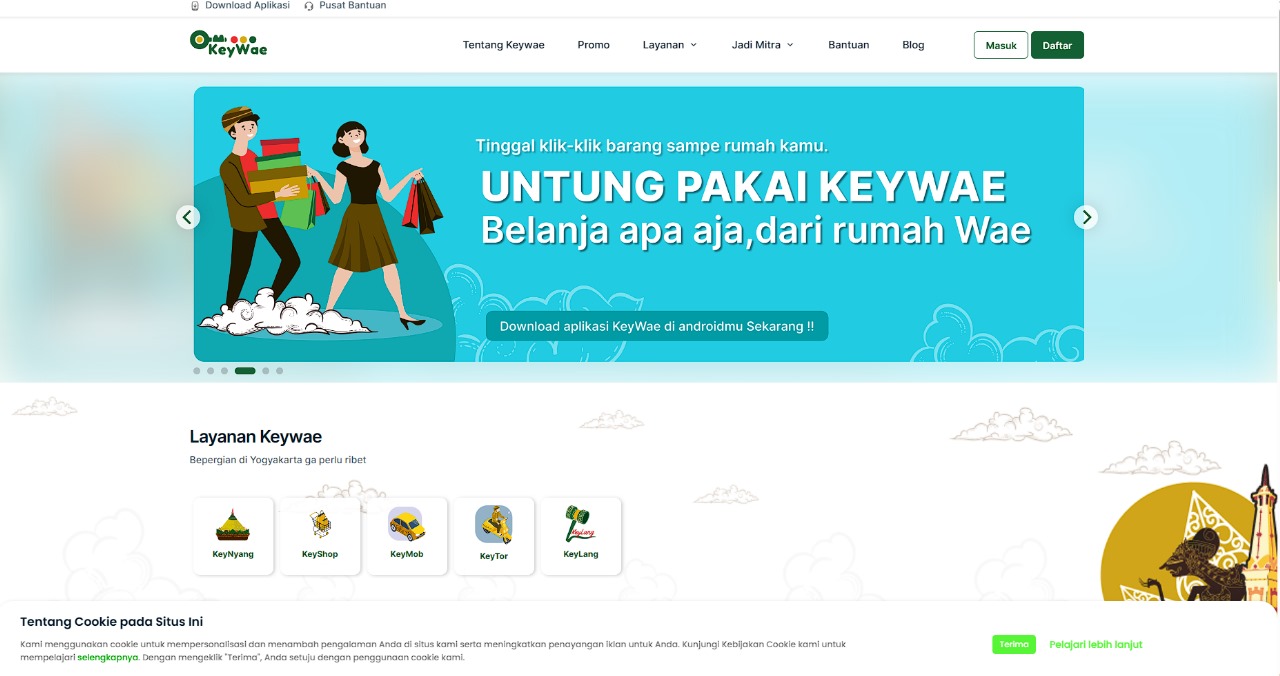 Download Aplikasi
Pusat Bantuan
KeyWae
Tentang Keywae
Promo
Layanan
Jadi Mitra
Bantuan
Blog
Masuk
Daftar
Tinggal klik-klik barang sampe rumah kamu.
UNTUNG PAKAI KEYWAE
Belanja apa aja,dari rumah Wae
Download aplikasi KeyWae di androidmu Sekarang !!
Layanan Keywae
Bepergian di Yogyakarta ga perlu ribet
KeyNyang
KeyShop
KeyMob
KeyTor
KeyLang
KeyLang
Tentang Cookie pada Situs Ini
Kami menggunakan cookie untuk mempersonalisasi dan menambah pengalaman Anda di situs kami serta meningkatkan penayangan iklan untuk Anda. Kunjungi Kebijakan Cookie kami untuk
mempelajari selengkapnya. Dengan mengeklik "Terima", Anda setuju dengan penggunaan cookie kami.
Terima
Pelajari lebih lanjut